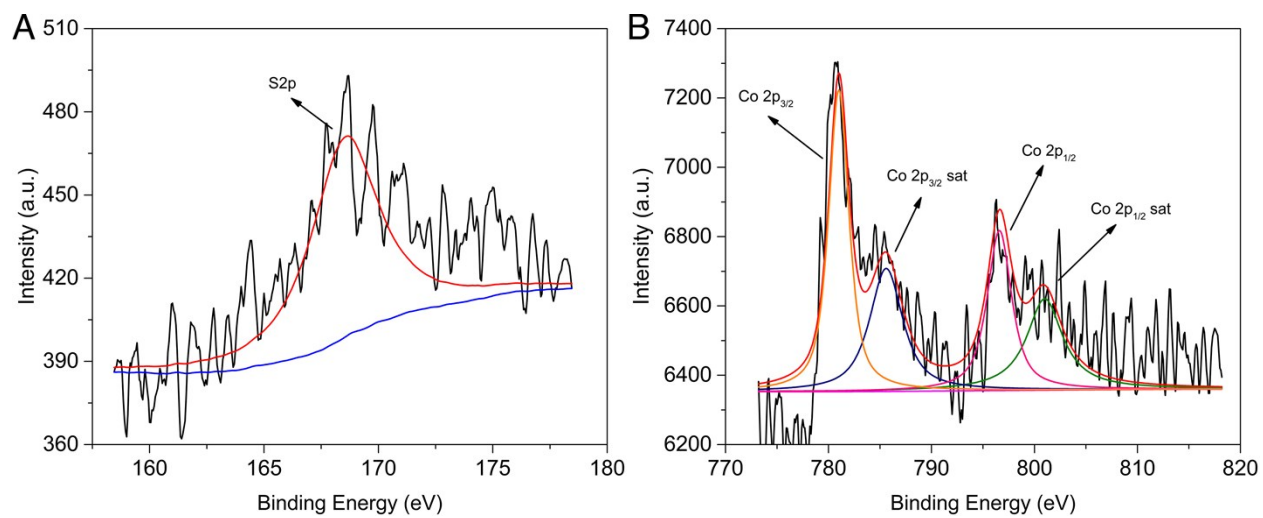 A
510
480
450
420
390
360
Intensity (a.u.)
S2p
160
165
170
175
180
Binding Energy (eV)
B
7400
7200
7000
6800
6600
6400
6200
Intensity (a.u.)
Co 2p3/2
Co 2p3/2 sat
Co 2p1/2
Co 2p1/2 sat
770
780
790
800
810
820
Binding Energy (eV)